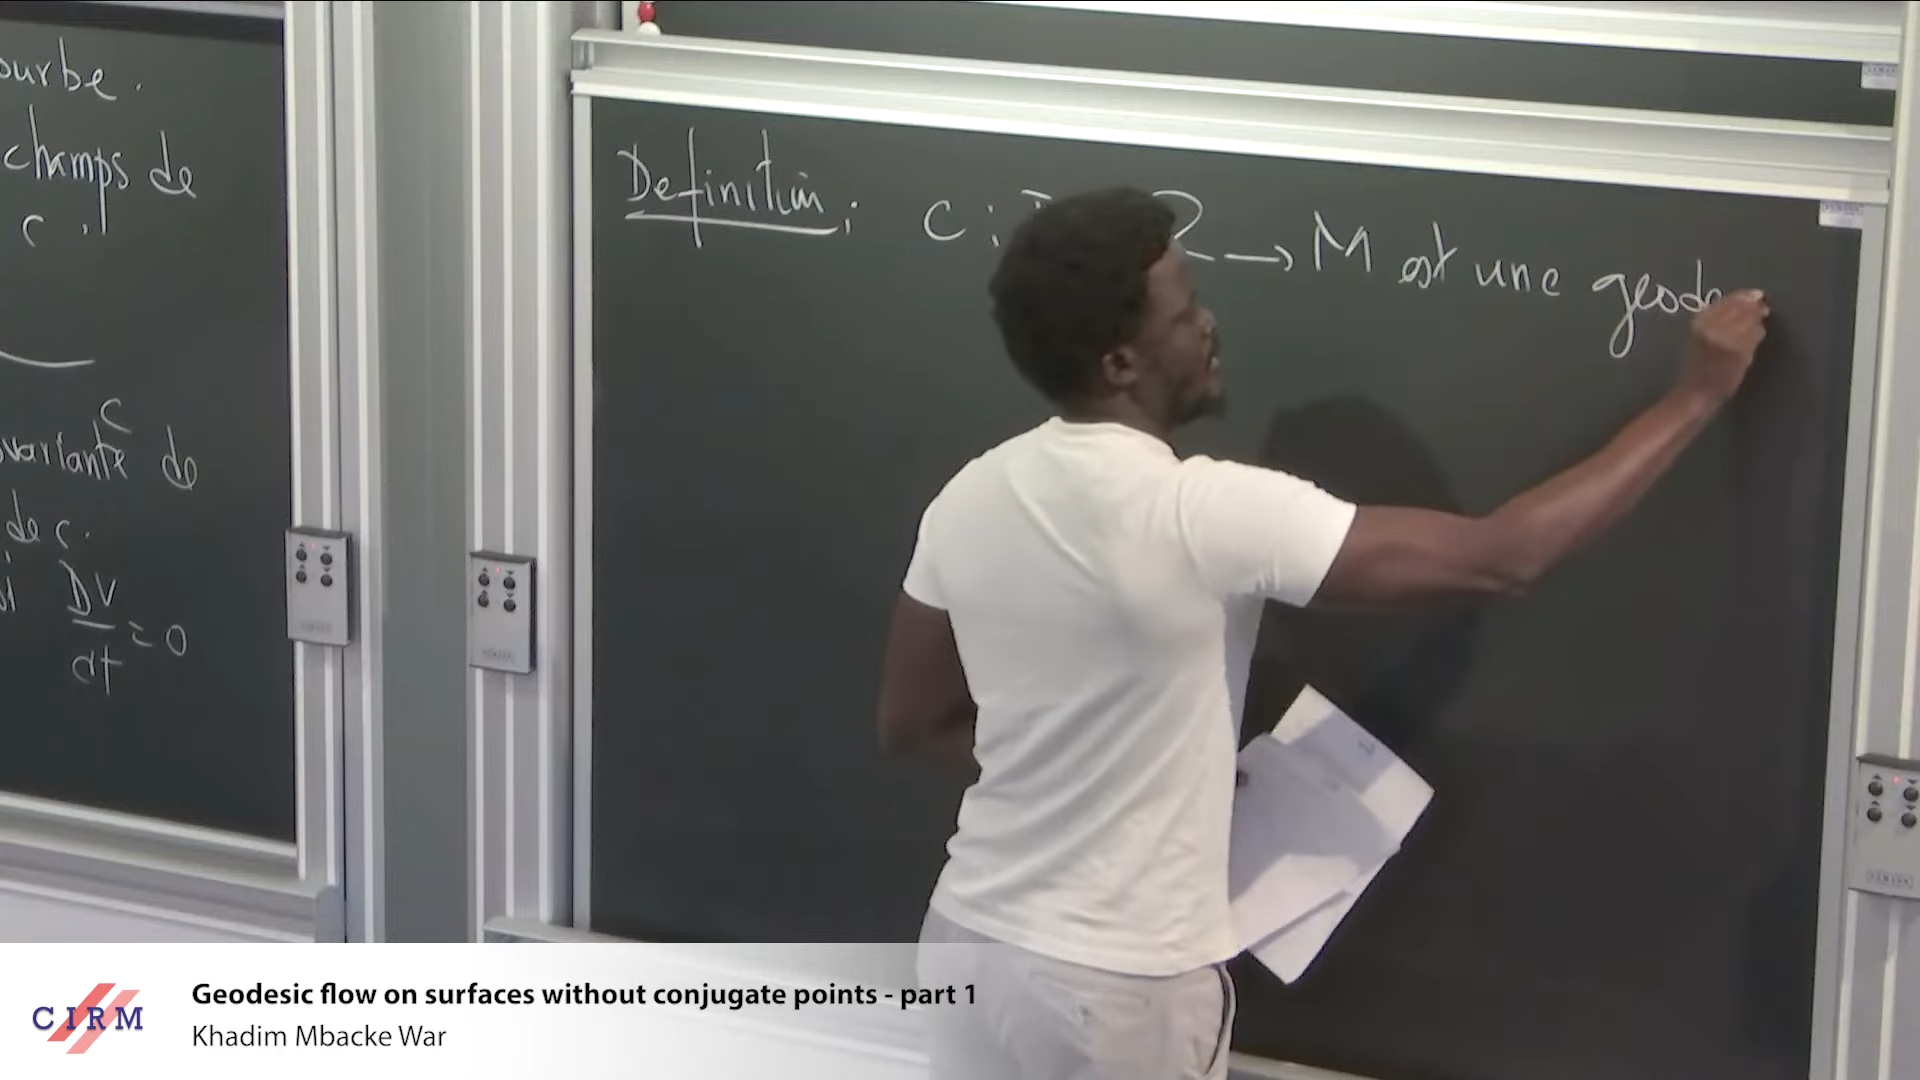 ourbe.
champs de
c.
c
variante de
de c.
DV
dt
= 0
Definition : c : → M est une geode
CIRM
Geodesic flow on surfaces without conjugate points - part 1
Khadim Mbacke War